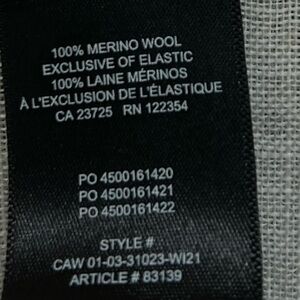 100% MERINO WOOL
EXCLUSIVE OF ELASTIC
100% LAINE MÉRINOS
À L'EXCLUSION DE L'ÉLASTIQUE
CA 23725 RN 122354
PO 4500161420
PO 4500161421
PO 4500161422
STYLE #
CAW 01-03-31023-WI21
ARTICLE # 83139